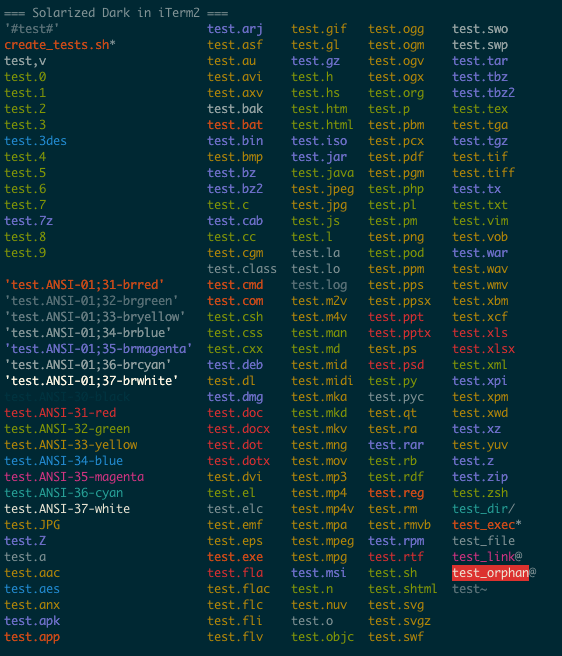 === Solarized Dark in iTerm2 ===
'#test#' test.arj test.gif test.ogg test.swo
create_tests.sh* test.asf test.gl test.ogm test.swp
test,v test.au test.gz test.ogv test.tar
test.0 test.avi test.h test.ogx test.tbz
test.1 test.axv test.hs test.org test.tbz2
test.2 test.bak test.htm test.p test.tex
test.3 test.bat test.html test.pbm test.tga
test.3des test.bin test.iso test.pcx test.tgz
test.4 test.bmp test.jar test.pdf test.tif
test.5 test.bz test.java test.pgm test.tiff
test.6 test.bz2 test.jpeg test.php test.tx
test.7 test.c test.jpg test.pl test.txt
test.7z test.cab test.js test.pm test.vim
test.8 test.cc test.l test.png test.vob
test.9 test.cgm test.la test.pod test.war
test.class test.lo test.ppm test.wav
'test.ANSI-01;31-brred' test.cmd test.log test.pps test.wmv
'test.ANSI-01;32-brgreen' test.com test.m2v test.ppsx test.xbm
'test.ANSI-01;33-bryellow' test.csh test.m4v test.ppt test.xcf
'test.ANSI-01;34-brblue' test.css test.man test.pptx test.xls
'test.ANSI-01;35-brmagenta' test.cxx test.md test.ps test.xlsx
'test.ANSI-01;36-brcyan' test.deb test.mid test.psd test.xml
'test.ANSI-01;37-brwhite' test.dl test.midi test.py test.xpi
test.ANSI-30-black test.dmg test.mka test.pyc test.xpm
test.ANSI-31-red test.doc test.mkd test.qt test.xwd
test.ANSI-32-green test.docx test.mkv test.ra test.xz
test.ANSI-33-yellow test.dot test.mng test.rar test.yuv
test.ANSI-34-blue test.dotx test.mov test.rb test.z
test.ANSI-35-magenta test.dvi test.mp3 test.rdf test.zip
test.ANSI-36-cyan test.el test.mp4 test.reg test.zsh
test.ANSI-37-white test.elc test.mp4v test.rm test_dir/
test.JPG test.emf test.mpa test.rmvb test_exec*
test.Z test.eps test.mpeg test.rpm test_file
test.a test.exe test.mpg test.rtf test_link@
test.aac test.fla test.msi test.sh test_orphan@
test.aes test.flac test.n test.shtml test~
test.anx test.flc test.nuv test.svg
test.apk test.fli test.o test.svgz
test.app test.flv test.objc test.swf